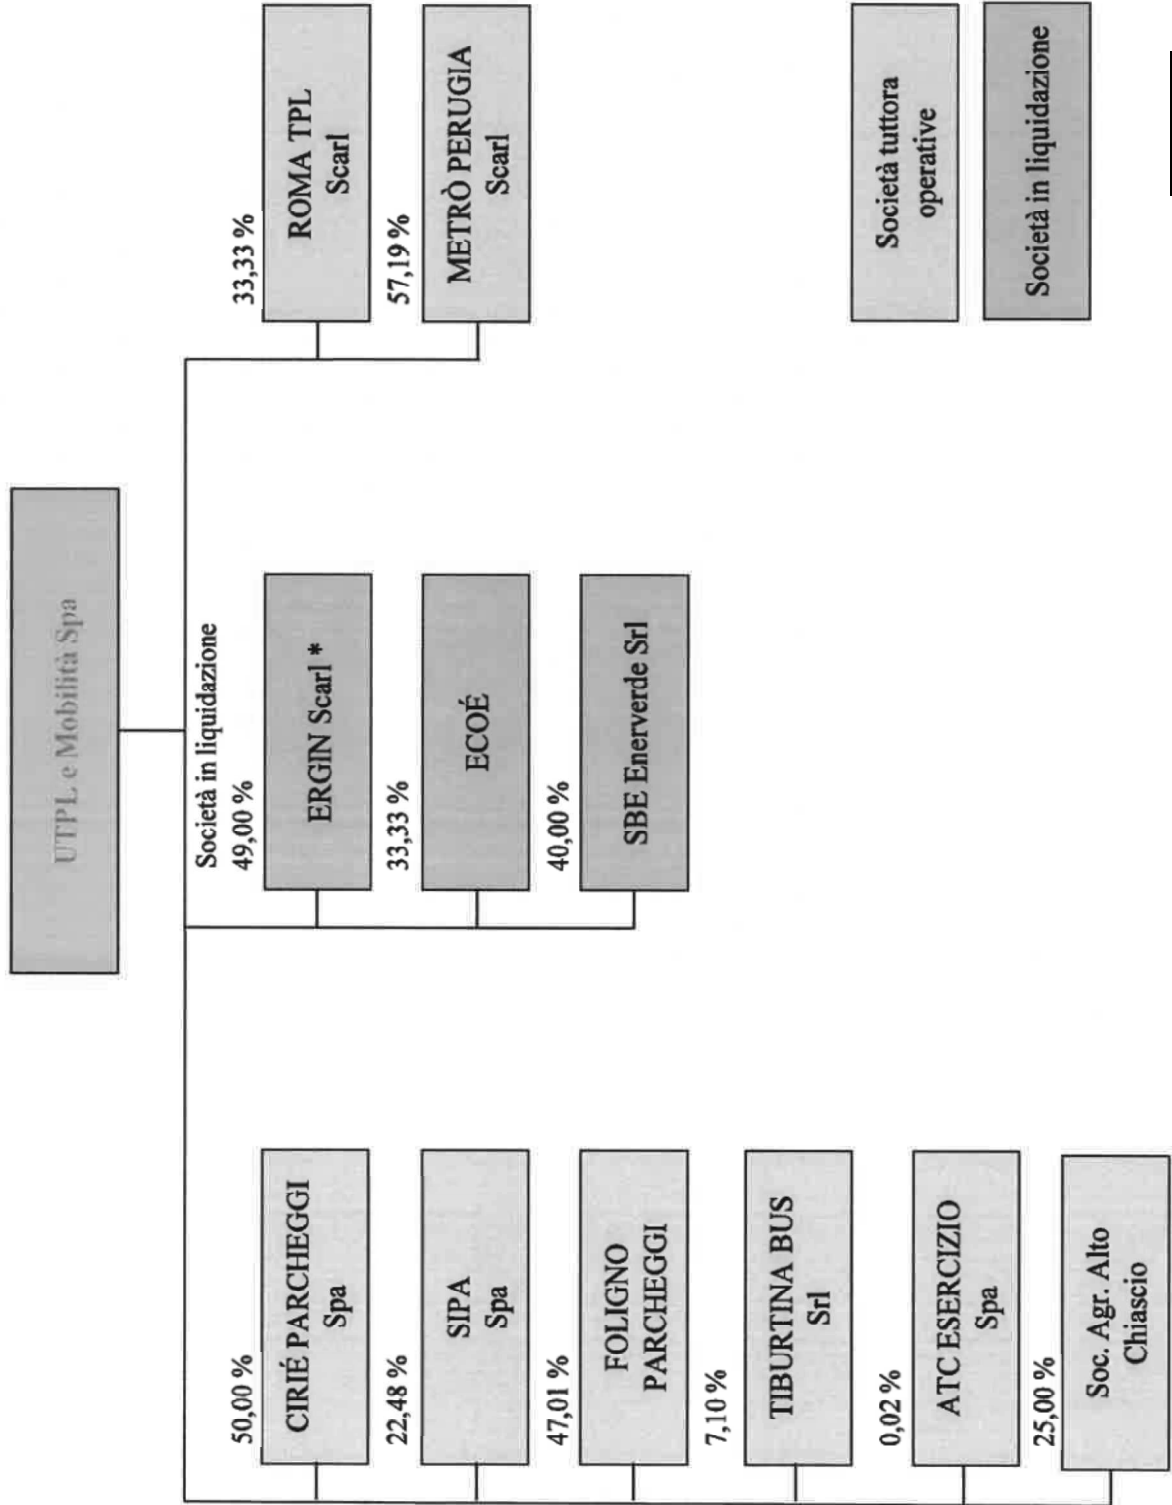 UTPL e Mobilità Spa
50,00 %
CIRIÉ PARCHEGGI
Spa
22,48 %
SIPA
Spa
47,01 %
FOLIGNO
PARCHEGGI
7,10 %
TIBURTINA BUS
Srl
0,02 %
ATC ESERCIZIO
Spa
25,00 %
Soc. Agr. Alto
Chiascio
Società in liquidazione
49,00 %
ERGIN Scarl *
33,33 %
ECOÉ
40,00 %
SBE Enerverde Srl
33,33 %
ROMA TPL
Scarl
57,19 %
METRÒ PERUGIA
Scarl
Società tuttora
operative
Società in liquidazione